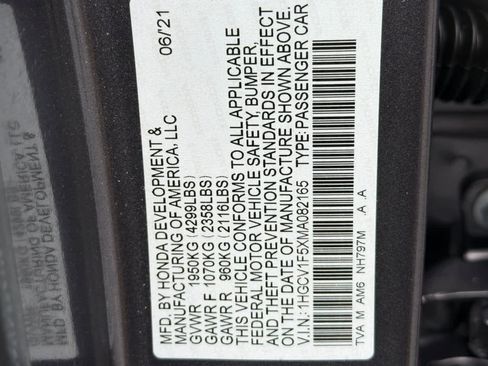 MFD. BY HONDA DEVELOPMENT & 06/21
MANUFACTURING OF AMERICA, LLC
GVWR 1950KG (4299LBS)
GAWR F 1070KG (2358LBS)
GAWR R 960KG (2116LBS)
THIS VEHICLE CONFORMS TO ALL APPLICABLE
FEDERAL MOTOR VEHICLE SAFETY, BUMPER,
AND THEFT PREVENTION STANDARDS IN EFFECT
ON THE DATE OF MANUFACTURE SHOWN ABOVE.
V.I.N.: 1HGCV1F5XMA082165 TYPE: PASSENGER CAR
TVA M AM6 NH797M .A .A